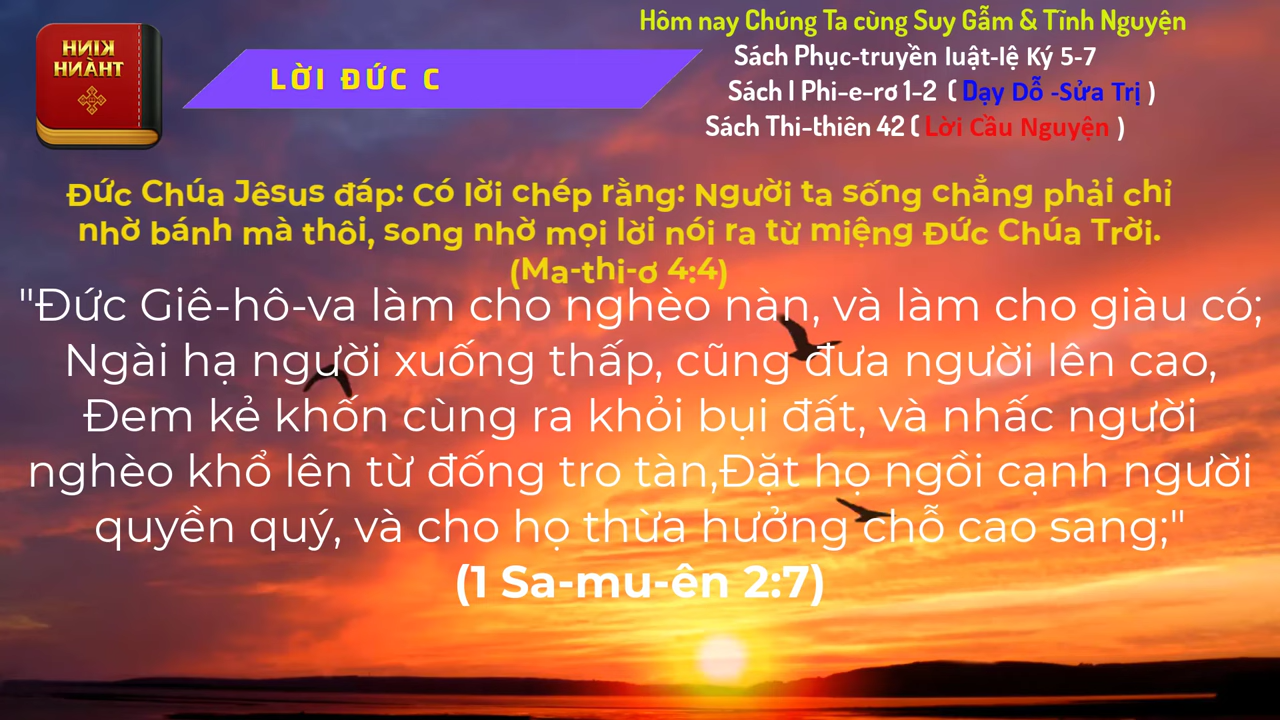 KINH
THÀNH
LỜI ĐỨC C
Hôm nay Chúng Ta cùng Suy Gẫm & Tĩnh Nguyện
Sách Phục-truyền luật-lệ Ký 5-7
Sách I Phi-e-rơ 1-2 ( Dạy Dỗ -Sửa Trị )
Sách Thi-thiên 42 ( Lời Cầu Nguyện )
Đức Chúa Jêsus đáp: Có lời chép rằng: Người ta sống chẳng phải chỉ
nhờ bánh mà thôi, song nhờ mọi lời nói ra từ miệng Đức Chúa Trời.
(Ma-thi-ơ 4:4)
"Đức Giê-hô-va làm cho nghèo nàn, và làm cho giàu có;
Ngài hạ người xuống thấp, cũng đưa người lên cao,
Đem kẻ khốn cùng ra khỏi bụi đất, và nhấc người
nghèo khổ lên từ đống tro tàn,Đặt họ ngồi cạnh người
quyền quý, và cho họ thừa hưởng chỗ cao sang;"
(1 Sa-mu-ên 2:7)